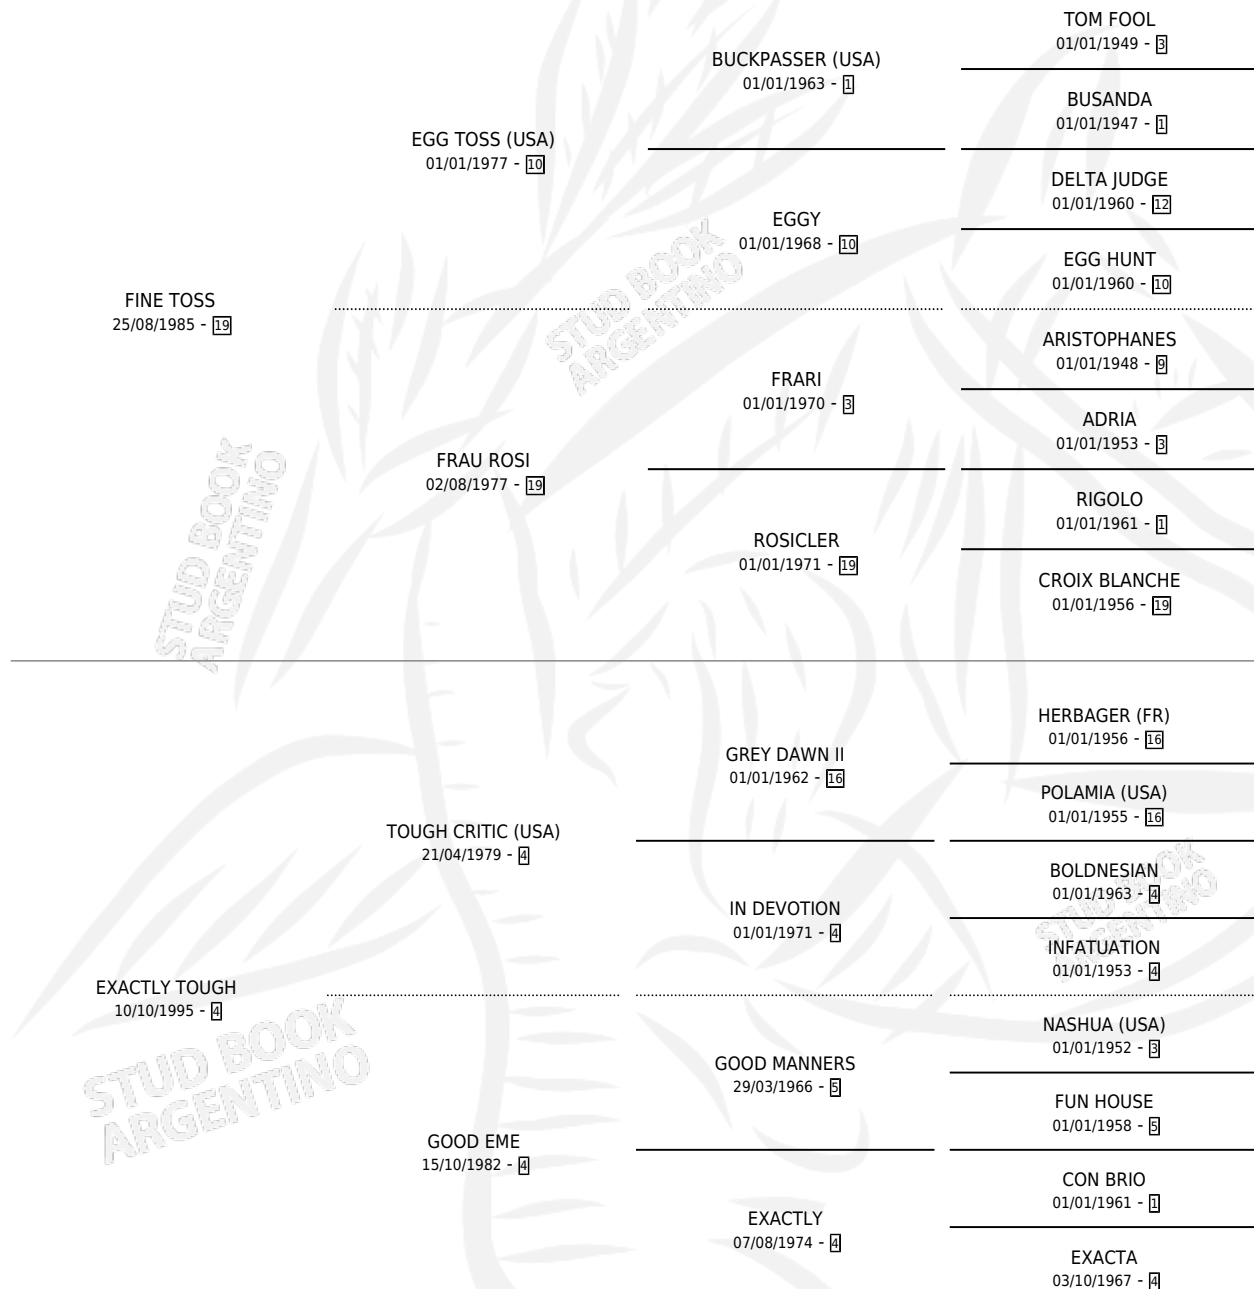 TOM FOOL
01/01/1949 - 3
BUCKPASSER (USA)
01/01/1963 - 1
BUSANDA
01/01/1947 - 1
EGG TOSS (USA)
01/01/1977 - 10
DELTA JUDGE
01/01/1960 - 12
EGGY
01/01/1968 - 10
EGG HUNT
01/01/1960 - 10
FINE TOSS
25/08/1985 - 19
ARISTOPHANES
01/01/1948 - 9
FRARI
01/01/1970 - 3
ADRIA
01/01/1953 - 3
FRAU ROSI
02/08/1977 - 19
RIGOLO
01/01/1961 - 1
ROSICLER
01/01/1971 - 19
CROIX BLANCHE
01/01/1956 - 19
HERBAGER (FR)
01/01/1956 - 16
GREY DAWN II
01/01/1962 - 16
POLAMIA (USA)
01/01/1955 - 16
TOUGH CRITIC (USA)
21/04/1979 - 4
BOLDNESIAN
01/01/1963 - 4
IN DEVOTION
01/01/1971 - 4
INFATUATION
01/01/1953 - 4
EXACTLY TOUGH
10/10/1995 - 4
NASHUA (USA)
01/01/1952 - 3
GOOD MANNERS
29/03/1966 - 5
FUN HOUSE
01/01/1958 - 5
GOOD EME
15/10/1982 - 4
CON BRIO
01/01/1961 - 1
EXACTLY
07/08/1974 - 4
EXACTA
03/10/1967 - 4
STUD BOOK
ARGENTINO
STUD BOOK
ARGENTINO
STUD BOOK
ARGENTINO
STUD BOOK
ARGENTINO